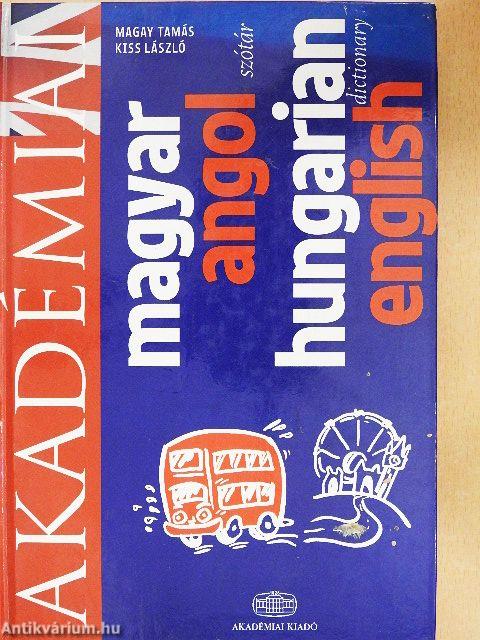 MAGAY TAMÁS
KISS LÁSZLÓ
AKADÉMIAI
magyar
angol
szótár
hungarian
english
dictionary
AKADÉMIAI KIADÓ
Antikvárium.hu